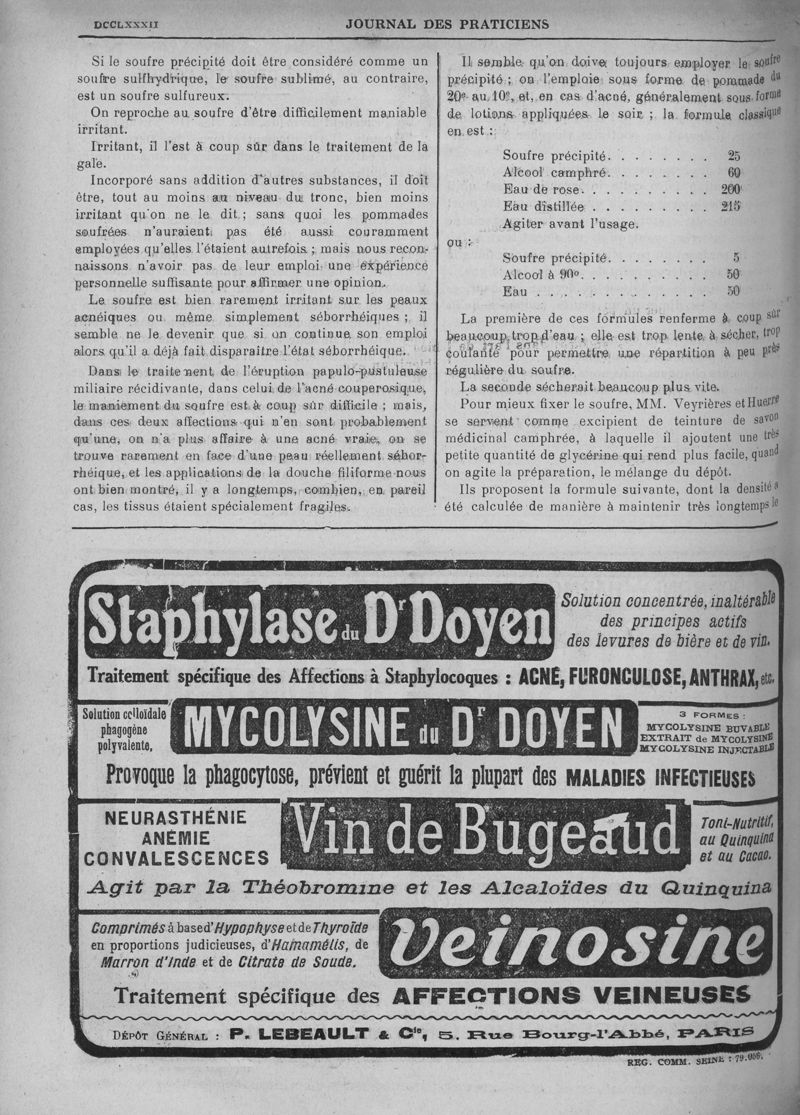 DCCLXXXII
JOURNAL DES PRATICIENS
Si le soufre précipité doit être considéré comme un
soufre sulfhydrique, le soufre sublimé, au contraire,
est un soufre sulfureux.
On reproche au soufre d'être difficilement maniable
irritant.
Irritant, il l'est à coup sûr dans le traitement de la
gale.
Incorporé sans addition d'autres substances, il doit
être, tout au moins au niveau du tronc, bien moins
irritant qu'on ne le dit ; sans quoi les pommades
soufrées n'auraient pas été aussi couramment
employées qu'elles l'étaient autrefois ; mais nous recon-
naissons n'avoir pas de leur emploi une expérience
personnelle suffisante pour affirmer une opinion.
Le soufre est bien rarement irritant sur les peaux
acnéiques ou même simplement séborrhéiques ; il
semble ne le devenir que si on continue son emploi
alors qu'il a déjà fait disparaître l'état séborrhéique.
Dans le traitement de l'éruption papulo-pustuleuse
miliaire récidivante, dans celui de l'acné couperosique,
le maniement du soufre est à coup sûr difficile ; mais,
dans ces deux affections qui n'en sont probablement
qu'une, on n'a plus affaire à une acné vraie, on se
trouve rarement en face d'une peau réellement sébor-
rhéique, et les applications de la douche filiforme nous
ont bien montré, il y a longtemps, combien, en pareil
cas, les tissus étaient spécialement fragiles.
Il semble qu'on doive toujours employer le soufre
précipité ; on l'emploie sous forme de pommade du
20e au 10e, et, en cas d'acné, généralement sous forme
de lotions appliquées le soir ; la formule classique
en est :
Soufre précipité. . . . . . . . 25
Alcool camphré. . . . . . . . 60
Eau de rose. . . . . . . . . . 200
Eau distillée . . . . . . . . . 215
Agiter avant l'usage.
ou :
Soufre précipité. . . . . . . . 5
Alcool à 90o. . . . . . . . . . 50
Eau . . . . . . . . . . . . . 50
La première de ces formules renferme à coup sûr
beaucoup trop d'eau ; elle est trop lente à sécher, trop
coulante pour permettre une répartition à peu près
régulière du soufre.
La seconde sécherait beaucoup plus vite.
Pour mieux fixer le soufre, MM. Veyrières et Huerre
se servent comme excipient de teinture de savon
médicinal camphrée, à laquelle il ajoutent une très
petite quantité de glycérine qui rend plus facile, quand
on agite la préparation, le mélange du dépôt.
Ils proposent la formule suivante, dont la densité a
été calculée de manière à maintenir très longtemps le
Staphylase du Dr Doyen
Solution concentrée, inaltérable
des principes actifs
des levures de bière et de vin.
Traitement spécifique des Affections à Staphylocoques : ACNÉ, FURONCULOSE, ANTHRAX, etc.
Solution colloïdale
phagogène
polyvalente,
MYCOLYSINE du Dr DOYEN
3 FORMES :
MYCOLYSINE BUVABLE
EXTRAIT de MYCOLYSINE
MYCOLYSINE INJECTABLE
Provoque la phagocytose, prévient et guérit la plupart des MALADIES INFECTIEUSES
NEURASTHÉNIE
ANÉMIE
CONVALESCENCES
Vin de Bugeaud
Toni-Nutritif,
au Quinquina
et au Cacao.
Agit par la Théobromine et les Alcaloïdes du Quinquina
Comprimés à base d'Hypophyse et de Thyroïde
en proportions judicieuses, d'Hamamélis, de
Marron d'Inde et de Citrate de Soude.
Veinosine
Traitement spécifique des AFFECTIONS VEINEUSES
DÉPÔT GÉNÉRAL : P. LEBEAULT & Cie, 5, Rue Bourg-l'Abbé, PARIS
REG. COMM. SEINE :